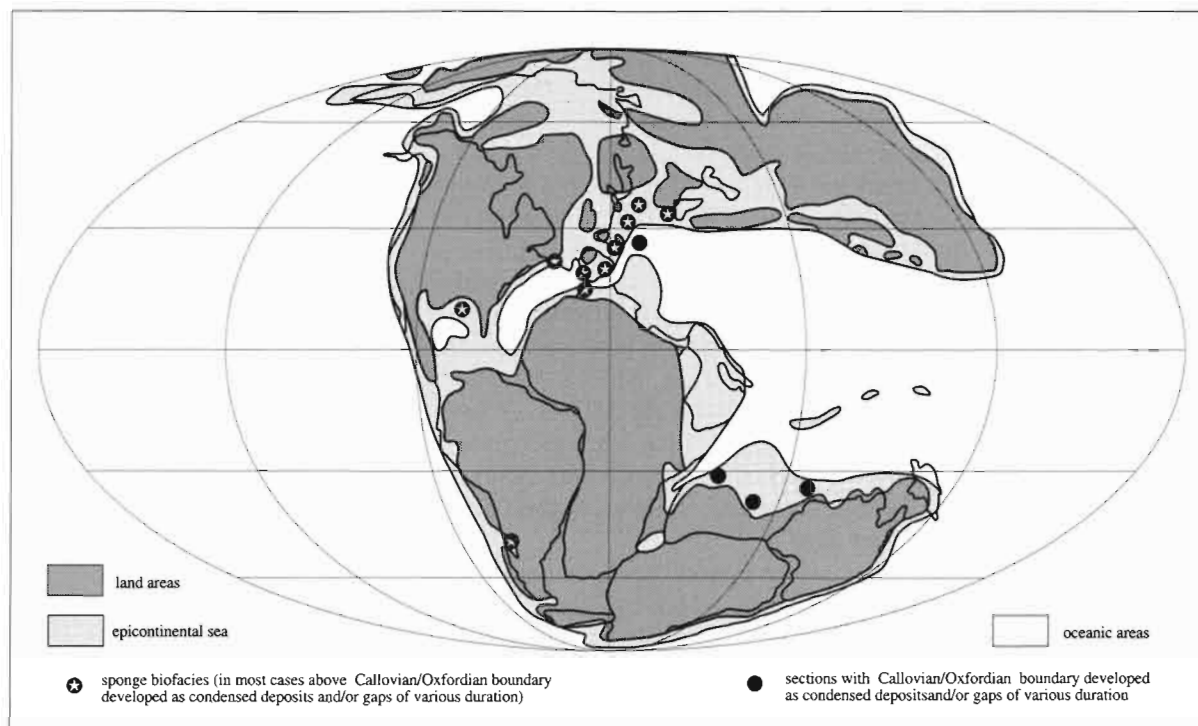 land areas
epicontinental sea
oceanic areas
sponge biofacies (in most cases above Callovian/Oxfordian boundary
developed as condensed deposits and/or gaps of various duration)
sections with Callovian/Oxfordian boundary developed
as condensed depositsand/or gaps of various duration